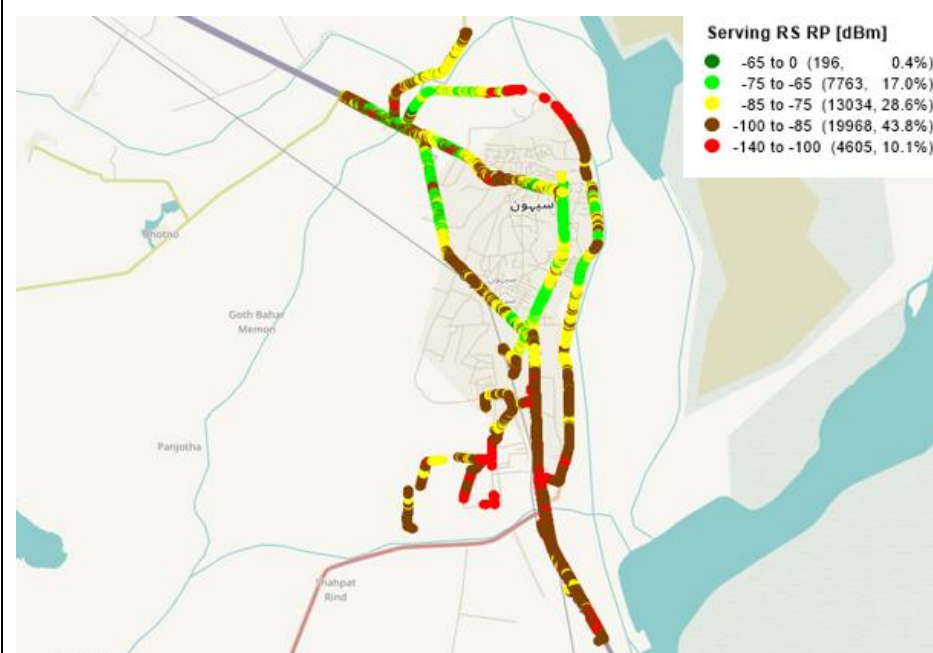 Serving RS RP [dBm]
-65 to 0 (196, 0.4%)
-75 to -65 (7763, 17.0%)
-85 to -75 (13034, 28.6%)
-100 to -85 (19968, 43.8%)
-140 to -100 (4605, 10.1%)
سیہون
Bhotno
Goth Bahar
Memon
Panjotha
Shahpat
Rind